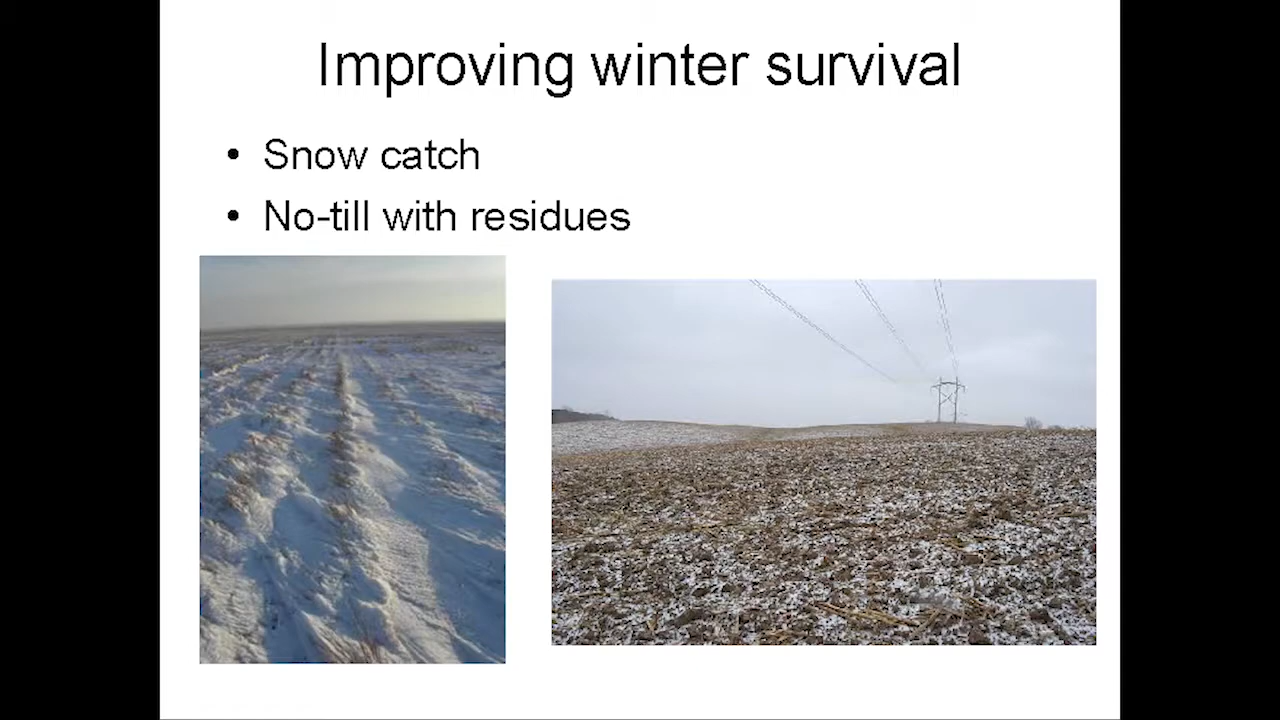 Improving winter survival
• Snow catch
• No-till with residues